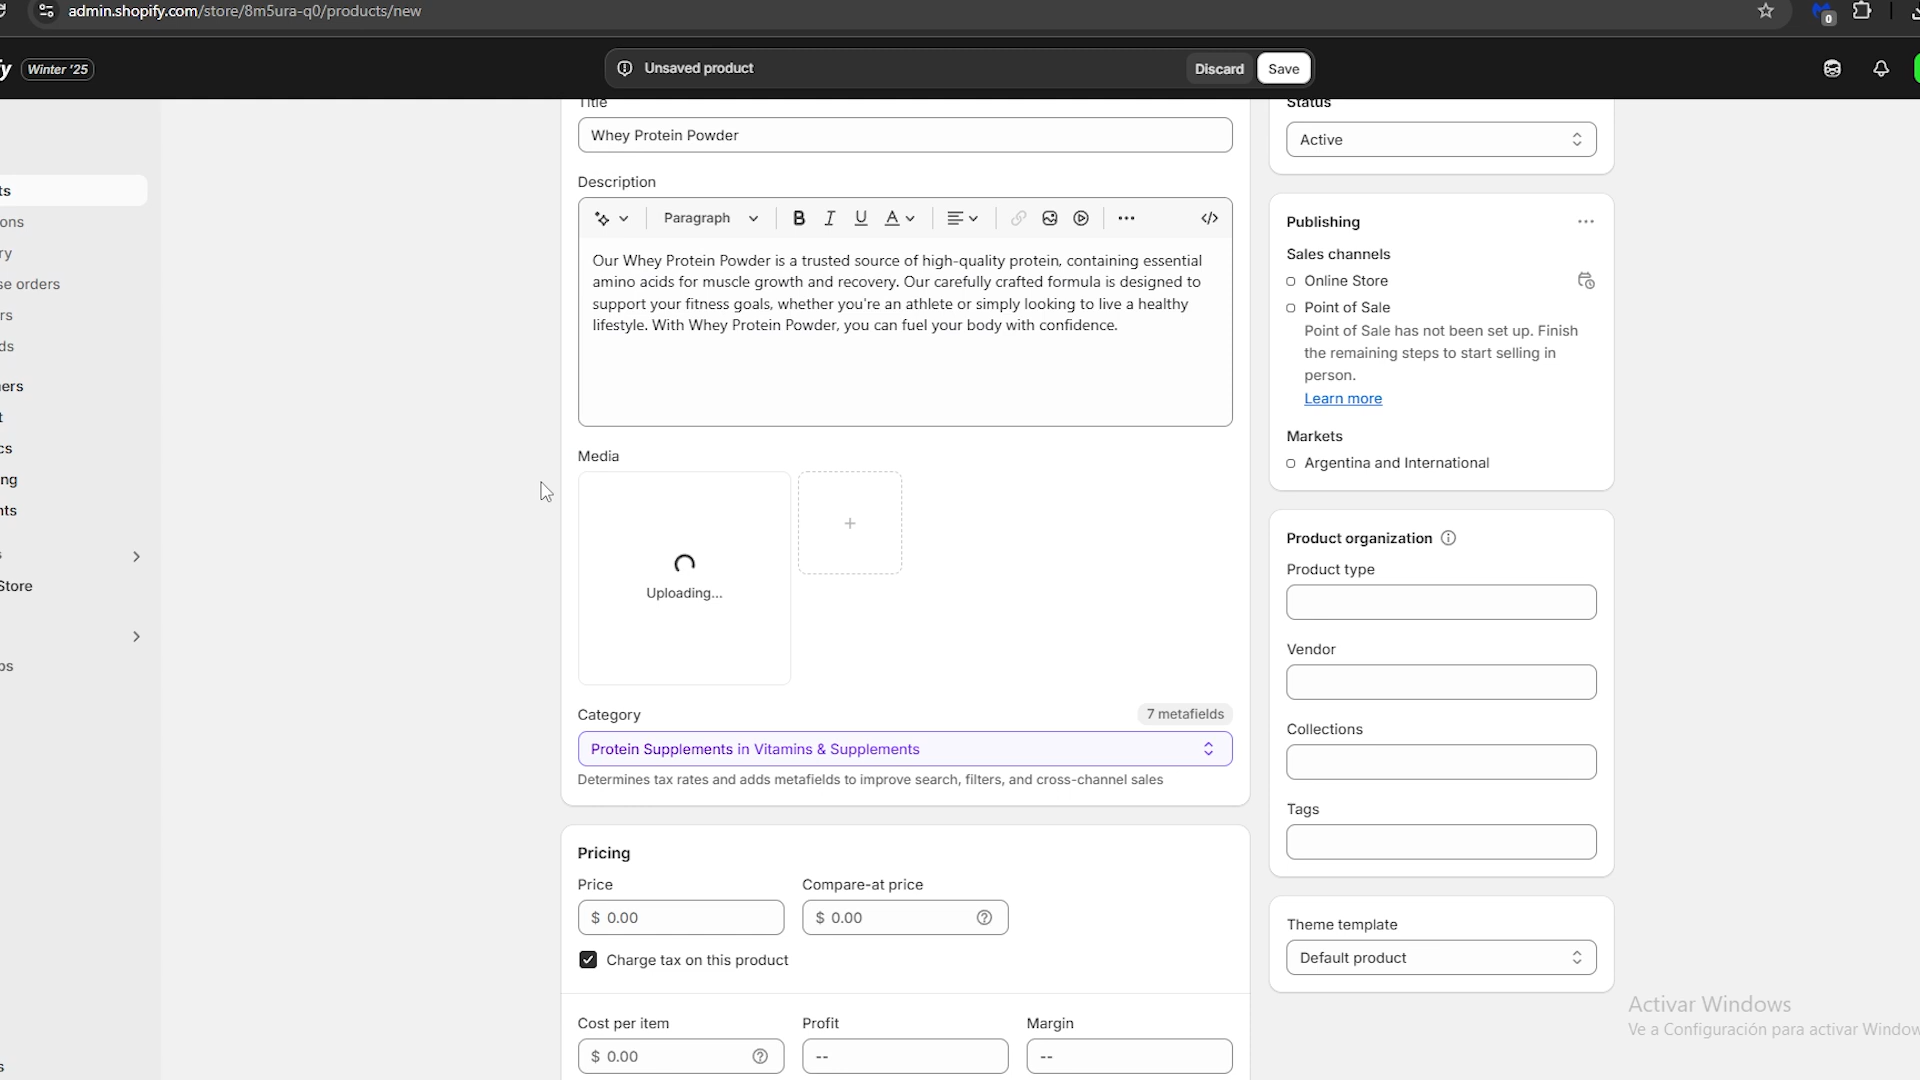 admin.shopify.com/store/8m5ura-q0/products/new
0
fy
Winter '25
Unsaved product
Discard
Save
Title
Whey Protein Powder
Description
Paragraph
B
I
U
A
Our Whey Protein Powder is a trusted source of high-quality protein, containing essential
amino acids for muscle growth and recovery. Our carefully crafted formula is designed to
support your fitness goals, whether you're an athlete or simply looking to live a healthy
lifestyle. With Whey Protein Powder, you can fuel your body with confidence.
Media
Uploading...
Category
7 metafields
Protein Supplements in Vitamins & Supplements
Determines tax rates and adds metafields to improve search, filters, and cross-channel sales
Pricing
Price
Compare-at price
$ 0.00
$ 0.00
Charge tax on this product
Cost per item
Profit
Margin
$ 0.00
--
--
Status
Active
Publishing
Sales channels
Online Store
Point of Sale
Point of Sale has not been set up. Finish
the remaining steps to start selling in
person.
Learn more
Markets
Argentina and International
Product organization
Product type
Vendor
Collections
Tags
Theme template
Default product
ts
ons
ry
se orders
rs
ds
ers
t
cs
ng
nts
s
Store
ps
s
Activar Windows
Ve a Configuración para activar Window